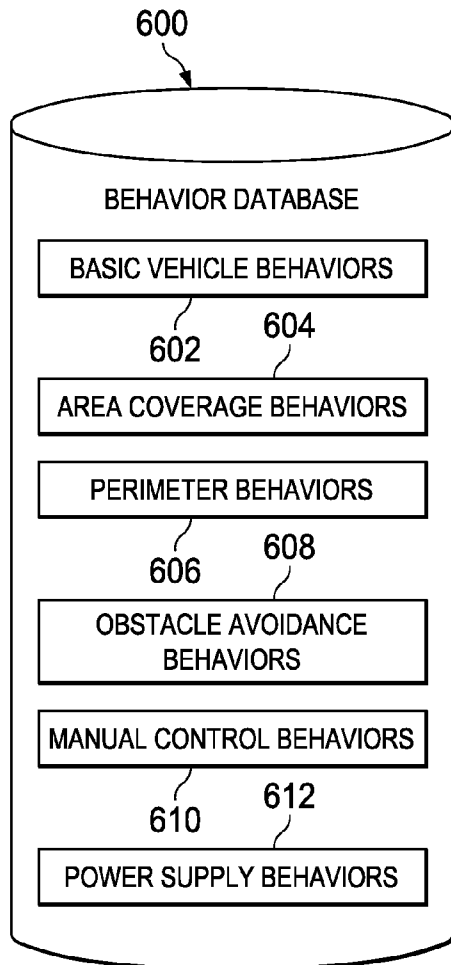 600
BEHAVIOR DATABASE
BASIC VEHICLE BEHAVIORS
602
604
AREA COVERAGE BEHAVIORS
PERIMETER BEHAVIORS
606
608
OBSTACLE AVOIDANCE
BEHAVIORS
MANUAL CONTROL BEHAVIORS
610
612
POWER SUPPLY BEHAVIORS